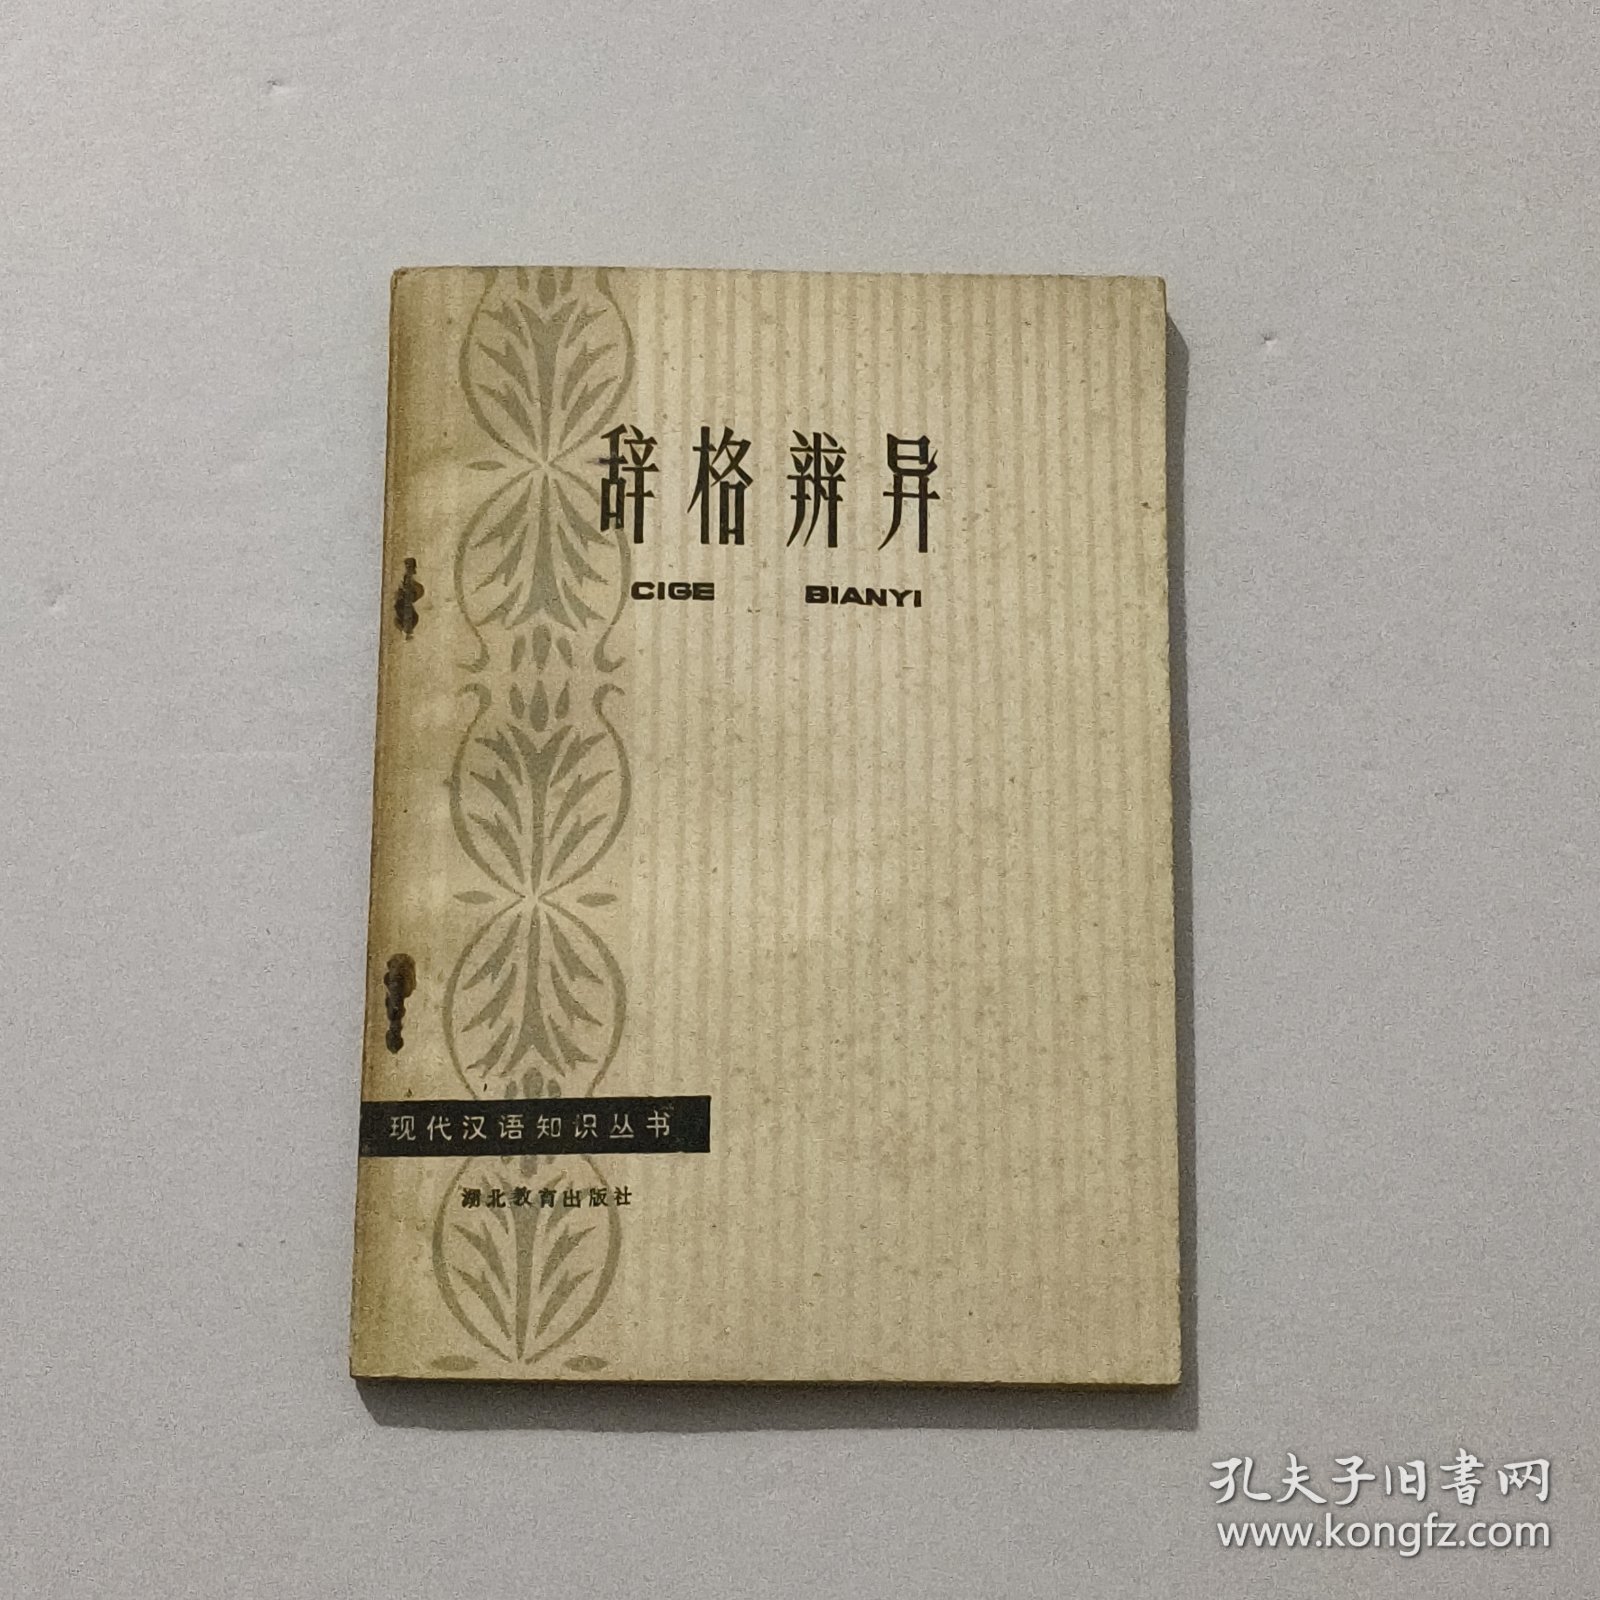 辞格辨异
CIGE BIANYI
现代汉语知识丛书
湖北教育出版社
孔夫子旧书网
www.kongfz.com